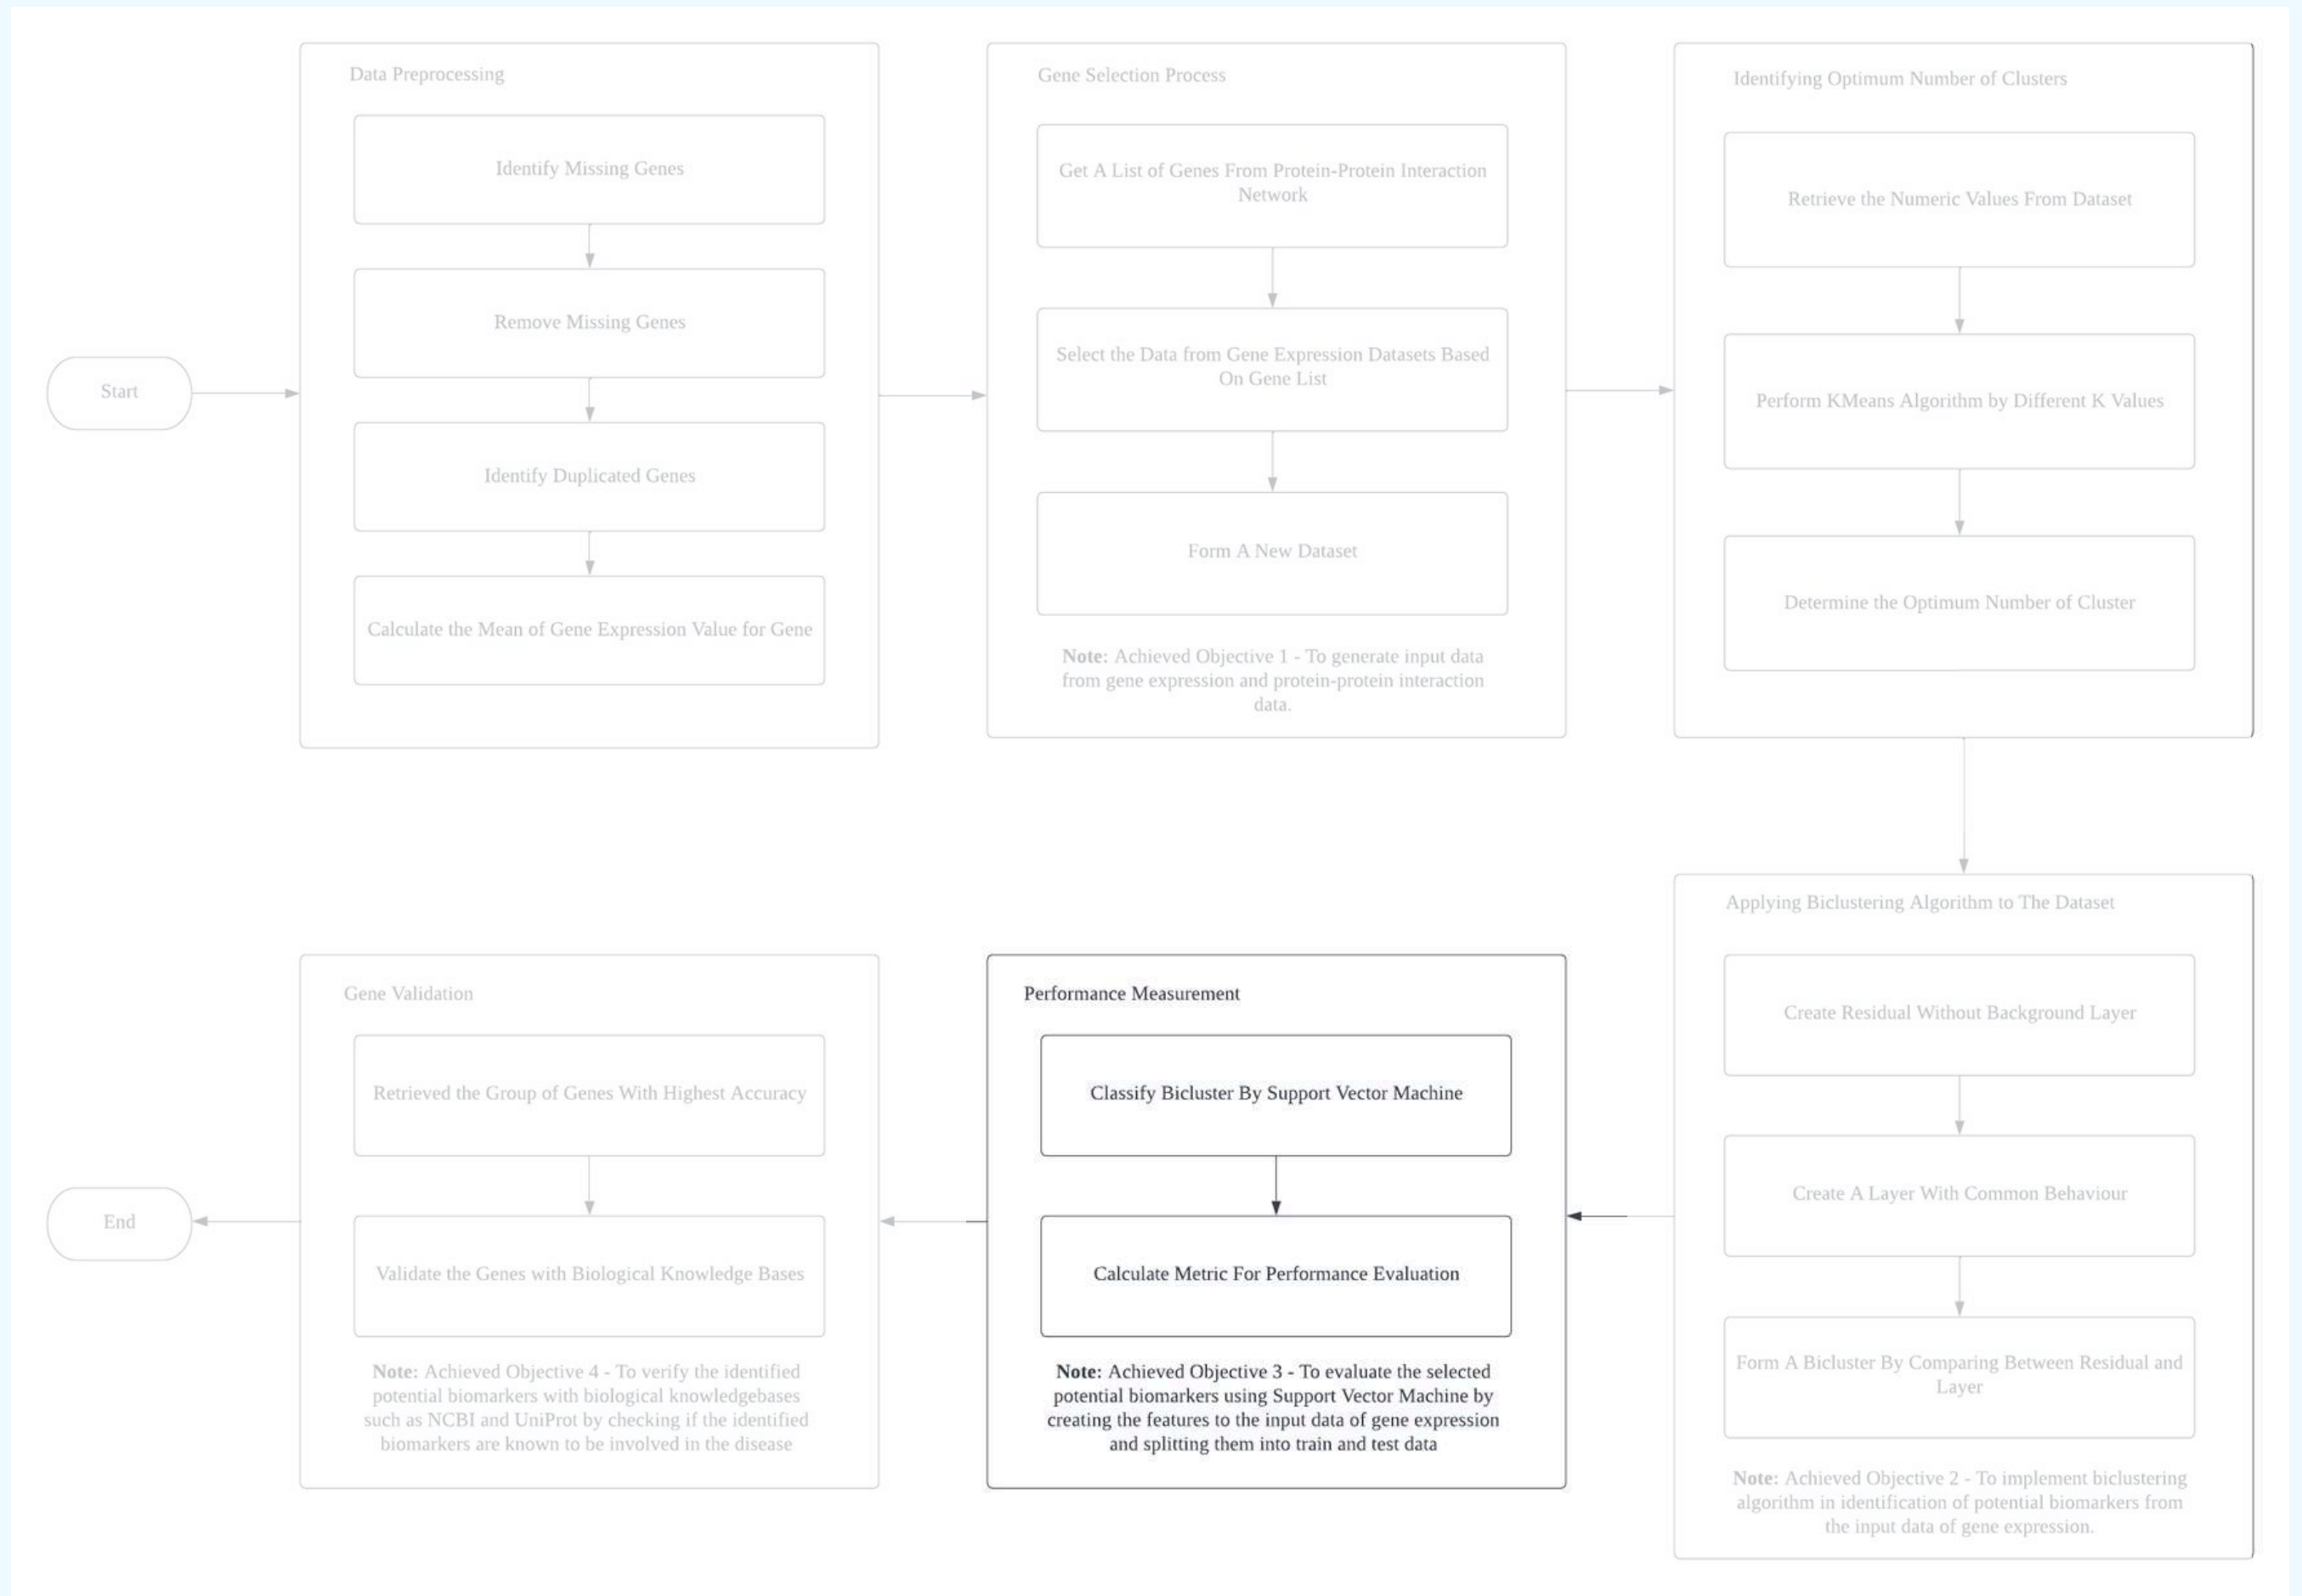 Start
Data Preprocessing
Identify Missing Genes
Remove Missing Genes
Identify Duplicated Genes
Calculate the Mean of Gene Expression Value for Gene
Gene Selection Process
Get A List of Genes From Protein-Protein Interaction
Network
Select the Data from Gene Expression Datasets Based
On Gene List
Form A New Dataset
Note: Achieved Objective 1 - To generate input data
from gene expression and protein-protein interaction
data.
Identifying Optimum Number of Clusters
Retrieve the Numeric Values From Dataset
Perform KMeans Algorithm by Different K Values
Determine the Optimum Number of Cluster
Applying Biclustering Algorithm to The Dataset
Create Residual Without Background Layer
Create A Layer With Common Behaviour
Form A Bicluster By Comparing Between Residual and
Layer
Note: Achieved Objective 2 - To implement biclustering
algorithm in identification of potential biomarkers from
the input data of gene expression.
Performance Measurement
Classify Bicluster By Support Vector Machine
Calculate Metric For Performance Evaluation
Note: Achieved Objective 3 - To evaluate the selected
potential biomarkers using Support Vector Machine by
creating the features to the input data of gene expression
and splitting them into train and test data
Gene Validation
Retrieved the Group of Genes With Highest Accuracy
Validate the Genes with Biological Knowledge Bases
Note: Achieved Objective 4 - To verify the identified
potential biomarkers with biological knowledgebases
such as NCBI and UniProt by checking if the identified
biomarkers are known to be involved in the disease
End